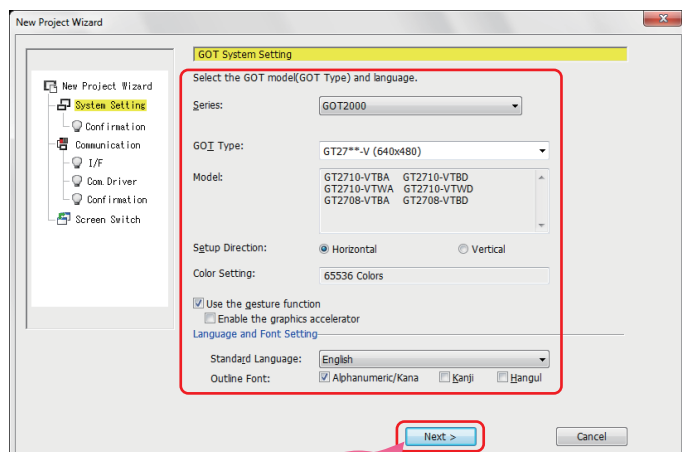 New Project Wizard
x
GOT System Setting
New Project Wizard
System Setting
Confirmation
Communication
I/F
Com. Driver
Confirmation
Screen Switch
Select the GOT model(GOT Type) and language.
Series: GOT2000
GOT Type: GT27**-V (640x480)
Model: GT2710-VTBA GT2710-VTBD
GT2710-VTWA GT2710-VTWD
GT2708-VTBA GT2708-VTBD
Setup Direction: Horizontal Vertical
Color Setting: 65536 Colors
Use the gesture function
Enable the graphics accelerator
Language and Font Setting
Standard Language: English
Outline Font: Alphanumeric/Kana Kanji Hangul
Next > Cancel